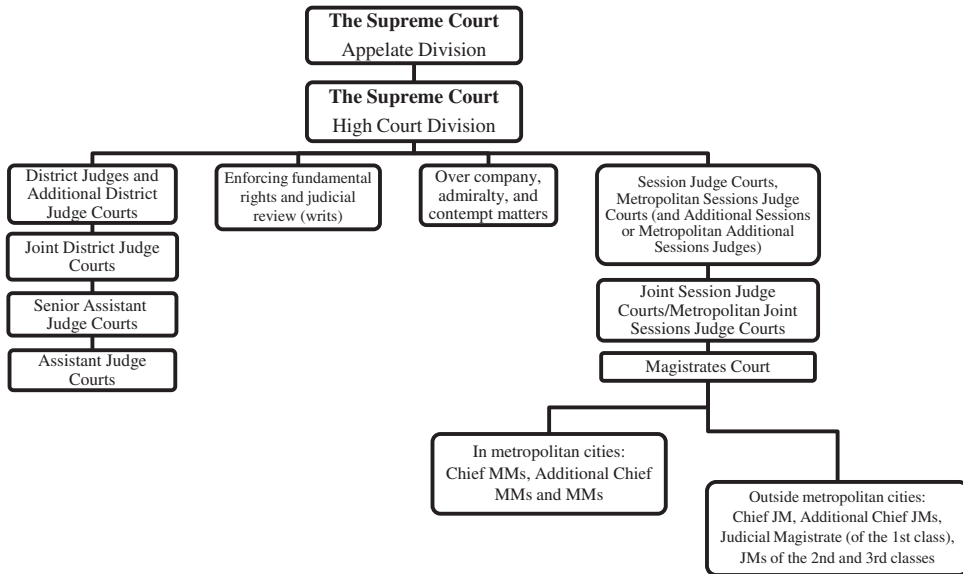 The Supreme Court
Appelate Division
The Supreme Court
High Court Division
District Judges and
Additional District
Judge Courts
Joint District Judge
Courts
Senior Assistant
Judge Courts
Assistant Judge
Courts
Enforcing fundamental
rights and judicial
review (writs)
Over company,
admiralty, and
contempt matters
Session Judge Courts,
Metropolitan Sessions Judge
Courts (and Additional Sessions
or Metropolitan Additional
Sessions Judges)
Joint Session Judge
Courts/Metropolitan Joint
Sessions Judge Courts
Magistrates Court
In metropolitan cities:
Chief MMs, Additional Chief
MMs and MMs
Outside metropolitan cities:
Chief JM, Additional Chief JMs,
Judicial Magistrate (of the 1st class),
JMs of the 2nd and 3rd classes